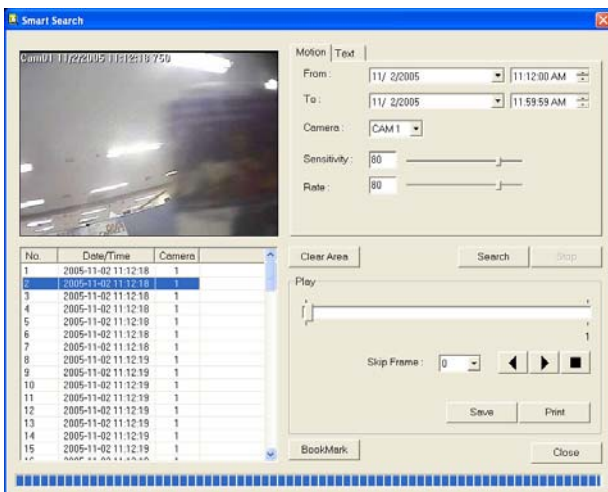 Smart Search
Cam01 11/2/2005 11:12:18 750
Motion Text
From : 11/ 2/2005 11:12:00 AM
To : 11/ 2/2005 11:59:59 AM
Camera : CAM 1
Sensitivity : 80
Rate : 80
Clear Area Search Stop
No. Date/Time Camera
1 2005-11-02 11:12:18 1
2 2005-11-02 11:12:18 1
3 2005-11-02 11:12:18 1
4 2005-11-02 11:12:18 1
5 2005-11-02 11:12:18 1
6 2005-11-02 11:12:18 1
7 2005-11-02 11:12:18 1
8 2005-11-02 11:12:19 1
9 2005-11-02 11:12:19 1
10 2005-11-02 11:12:19 1
11 2005-11-02 11:12:19 1
12 2005-11-02 11:12:19 1
13 2005-11-02 11:12:19 1
14 2005-11-02 11:12:19 1
15 2005-11-02 11:12:19 1
Play
1
Skip Frame : 0
Save Print
BookMark Close